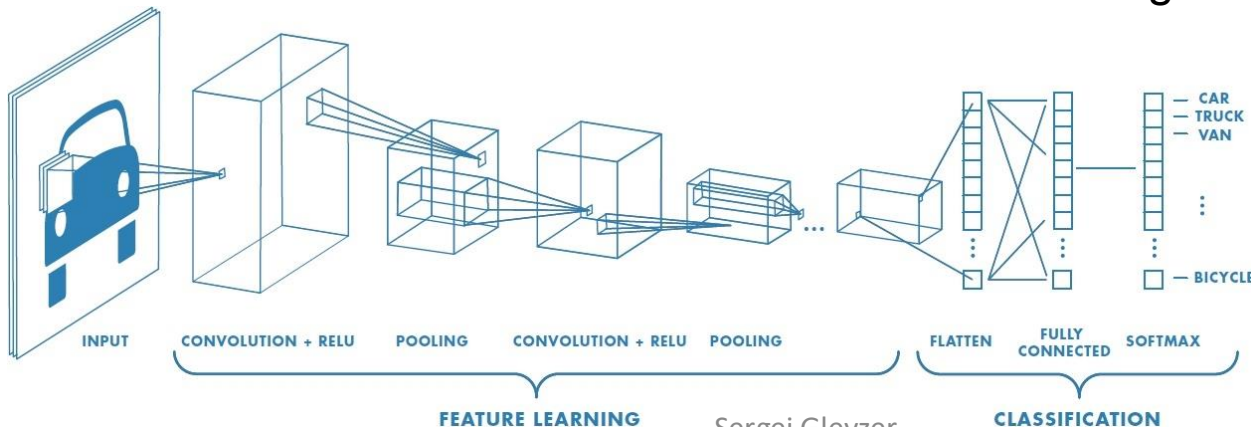 CAR
TRUCK
VAN
BICYCLE
INPUT
CONVOLUTION + RELU
POOLING
CONVOLUTION + RELU
POOLING
FLATTEN
FULLY
CONNECTED
SOFTMAX
FEATURE LEARNING
CLASSIFICATION